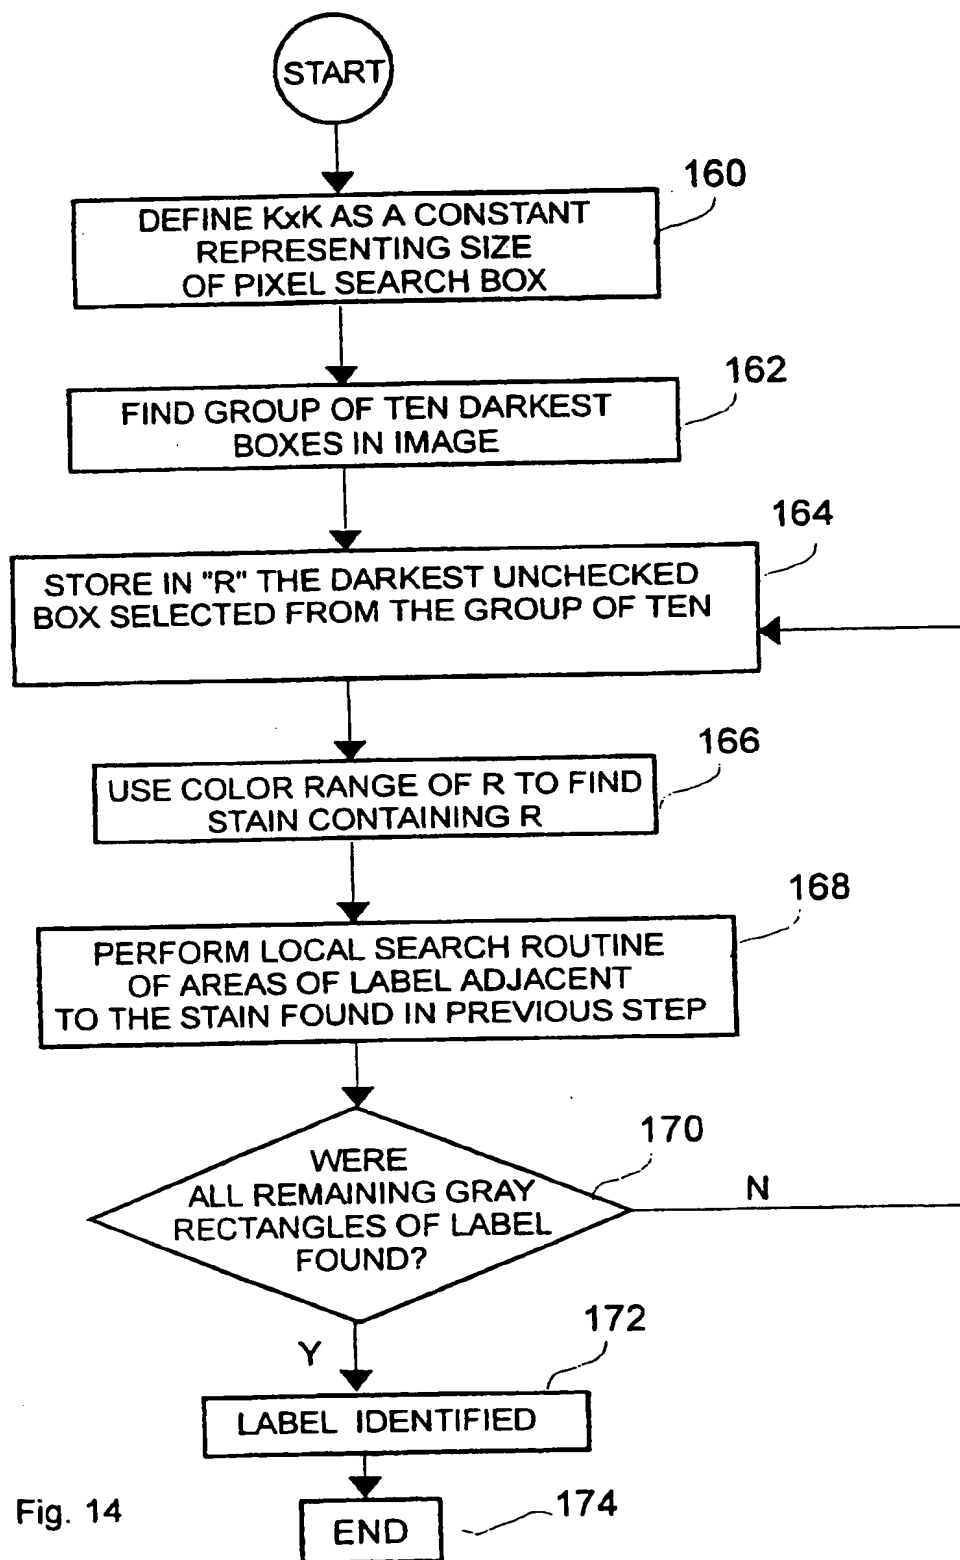 START
160
DEFINE KxK AS A CONSTANT
REPRESENTING SIZE
OF PIXEL SEARCH BOX
162
FIND GROUP OF TEN DARKEST
BOXES IN IMAGE
164
STORE IN "R" THE DARKEST UNCHECKED
BOX SELECTED FROM THE GROUP OF TEN
166
USE COLOR RANGE OF R TO FIND
STAIN CONTAINING R
168
PERFORM LOCAL SEARCH ROUTINE
OF AREAS OF LABEL ADJACENT
TO THE STAIN FOUND IN PREVIOUS STEP
170
WERE
ALL REMAINING GRAY
RECTANGLES OF LABEL
FOUND?
N
Y
172
LABEL IDENTIFIED
174
END
Fig. 14